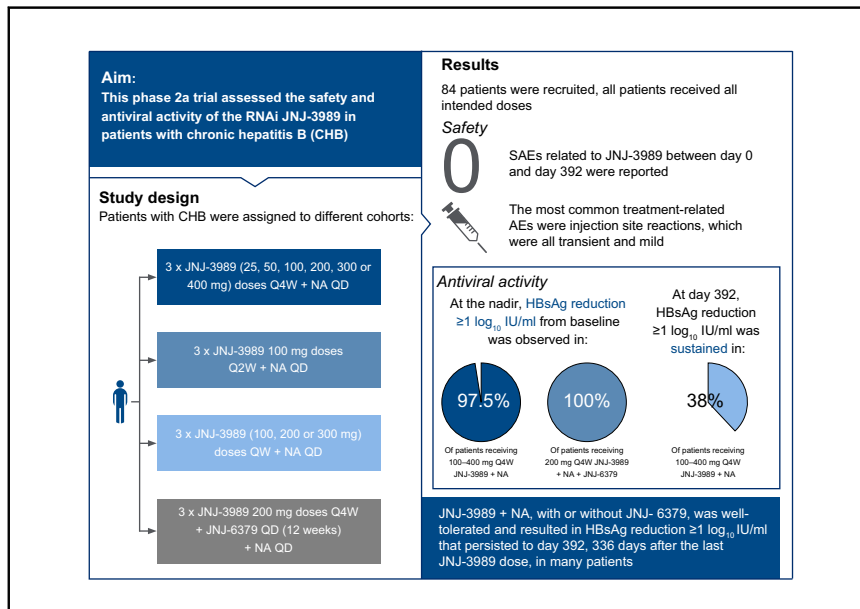 Aim:
This phase 2a trial assessed the safety and
antiviral activity of the RNAi JNJ-3989 in
patients with chronic hepatitis B (CHB)
Study design
Patients with CHB were assigned to different cohorts:
3 x JNJ-3989 (25, 50, 100, 200, 300 or
400 mg) doses Q4W + NA QD
3 x JNJ-3989 100 mg doses
Q2W + NA QD
3 x JNJ-3989 (100, 200 or 300 mg)
doses QW + NA QD
3 x JNJ-3989 200 mg doses Q4W
+ JNJ-6379 QD (12 weeks)
+ NA QD
Results
84 patients were recruited, all patients received all
intended doses
Safety
0
SAEs related to JNJ-3989 between day 0
and day 392 were reported
The most common treatment-related
AEs were injection site reactions, which
were all transient and mild
Antiviral activity
At the nadir, HBsAg reduction
≥1 log₁₀ IU/ml from baseline
was observed in:
97.5%
Of patients receiving
100–400 mg Q4W
JNJ-3989 + NA
100%
Of patients receiving
200 mg Q4W JNJ-3989
+ NA + JNJ-6379
At day 392,
HBsAg reduction
≥1 log₁₀ IU/ml was
sustained in:
38%
Of patients receiving
100–400 mg Q4W
JNJ-3989 + NA
JNJ-3989 + NA, with or without JNJ- 6379, was well-
tolerated and resulted in HBsAg reduction ≥1 log₁₀ IU/ml
that persisted to day 392, 336 days after the last
JNJ-3989 dose, in many patients